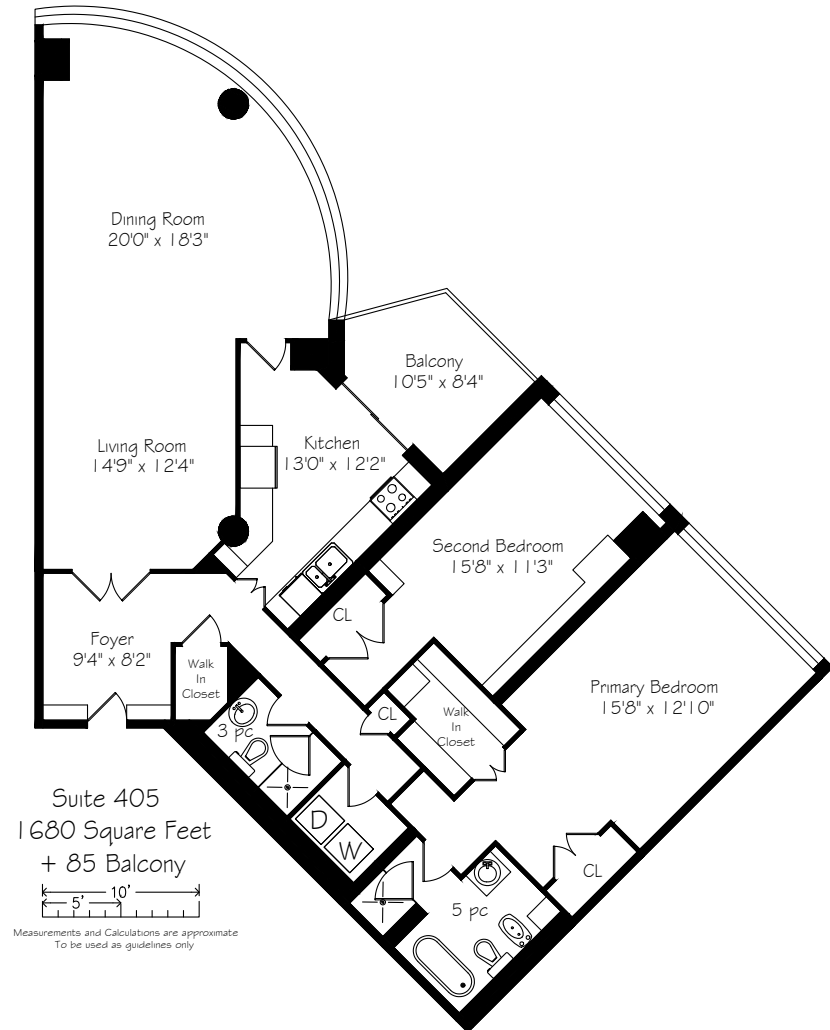 Dining Room
20'0" x 18'3"
Balcony
10'5" x 8'4"
Living Room
14'9" x 12'4"
Kitchen
13'0" x 12'2"
Second Bedroom
15'8" x 11'3"
CL
Foyer
9'4" x 8'2"
Walk
In
Closet
Primary Bedroom
15'8" x 12'10"
CL
Walk
In
Closet
3 pc
D
W
CL
5 pc
Suite 405
1680 Square Feet
+ 85 Balcony
10'
5'
Measurements and Calculations are approximate
To be used as guidelines only